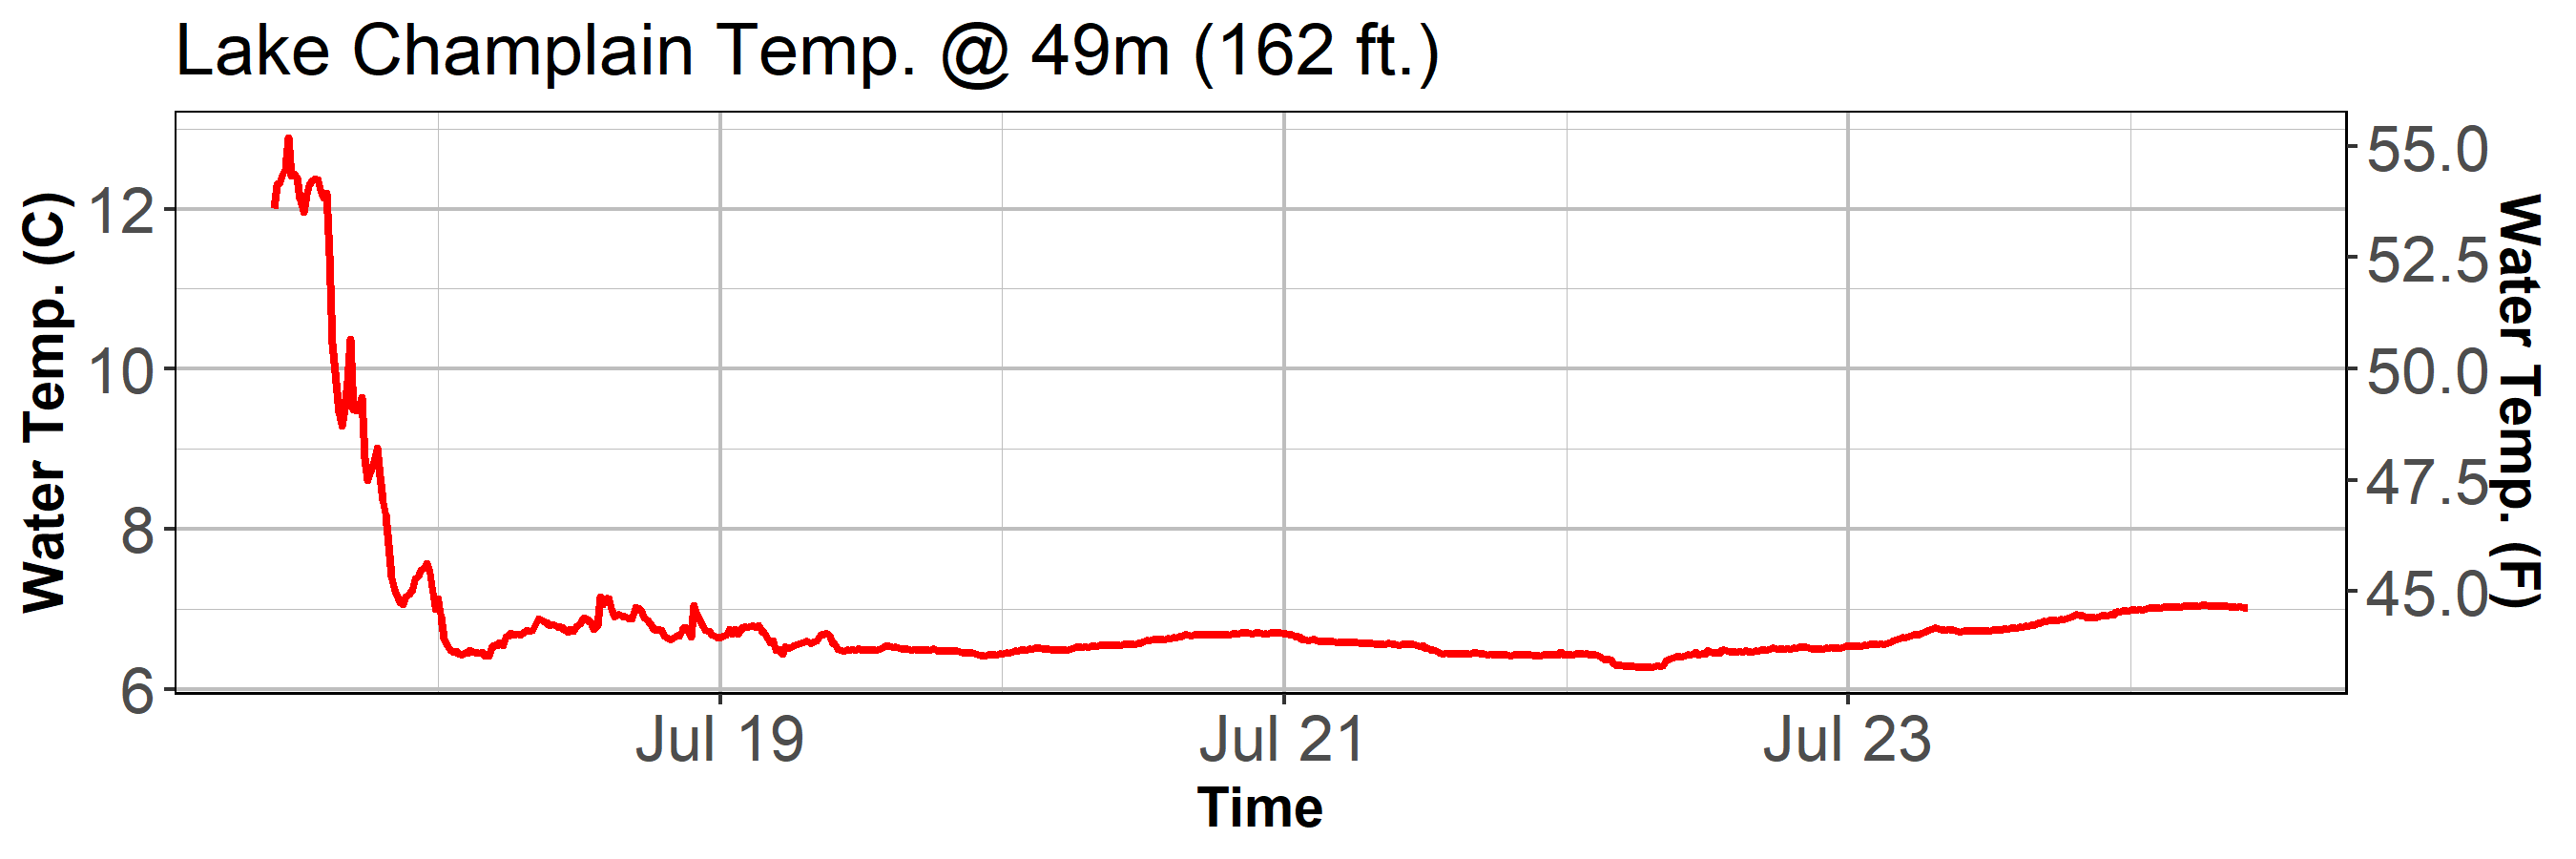 Lake Champlain Temp. @ 49m (162 ft.)
Water Temp. (C)
12
10
8
6
55.0
52.5
50.0
47.5
45.0
Water Temp. (F)
Jul 19 Jul 21 Jul 23
Time